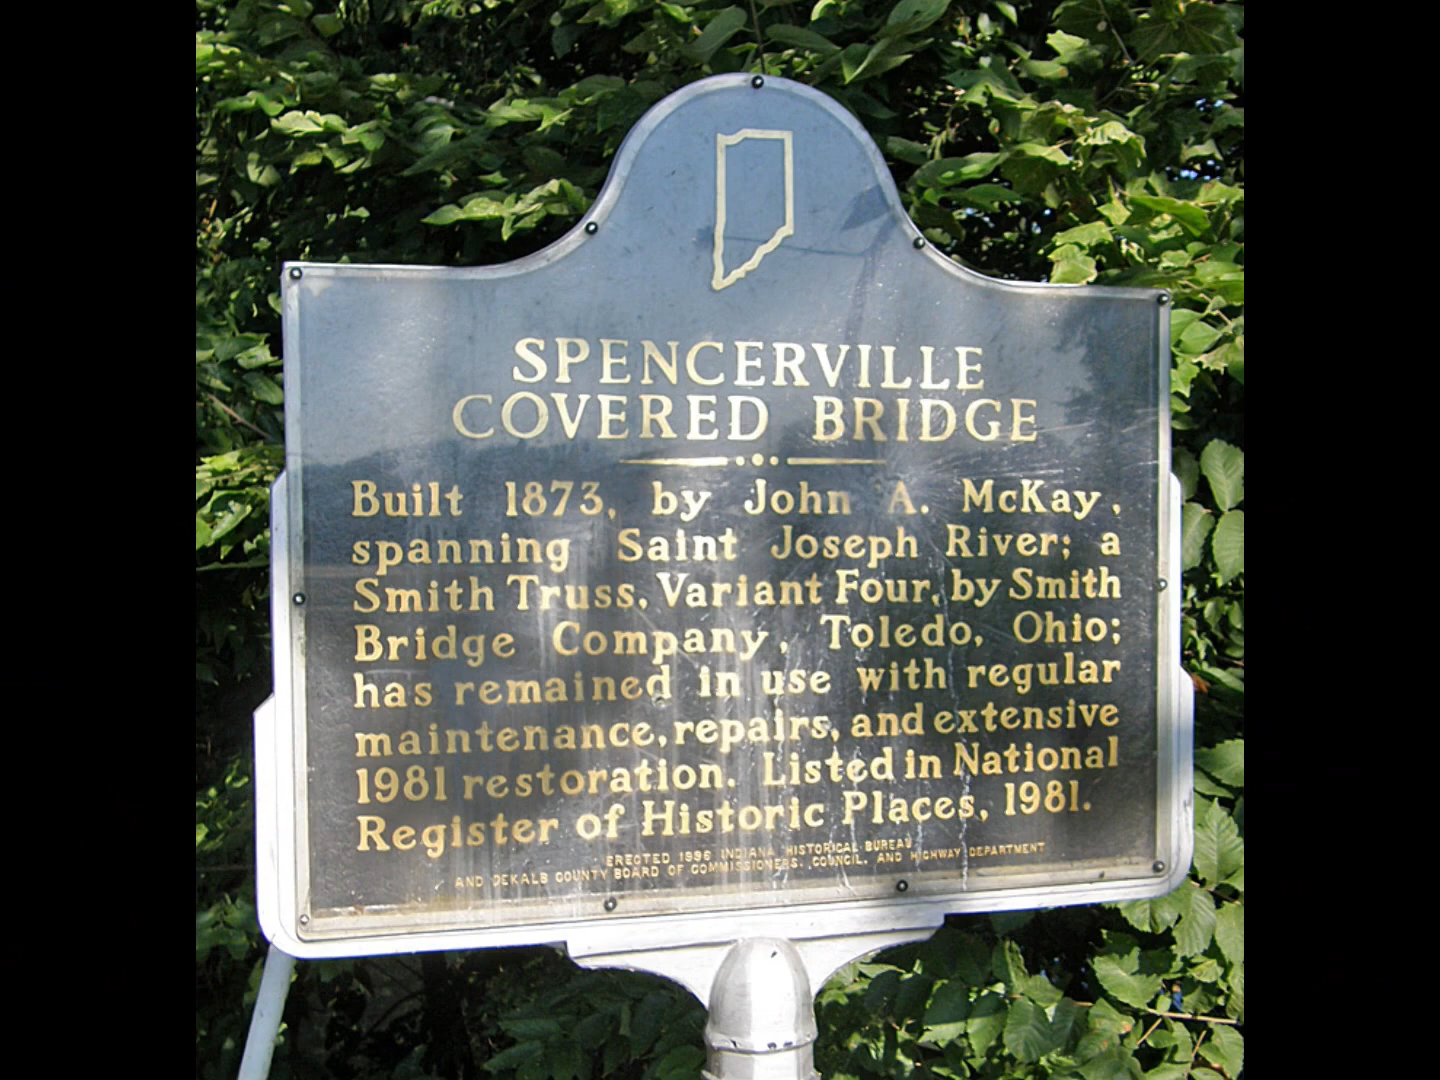 SPENCERVILLE
COVERED BRIDGE
Built 1873, by John A. McKay,
spanning Saint Joseph River; a
Smith Truss, Variant Four, by Smith
Bridge Company, Toledo, Ohio;
has remained in use with regular
maintenance, repairs, and extensive
1981 restoration. Listed in National
Register of Historic Places, 1981.
ERECTED 1996 INDIANA HISTORICAL BUREAU
AND DEKALB COUNTY BOARD OF COMMISSIONERS, COUNCIL, AND HIGHWAY DEPARTMENT